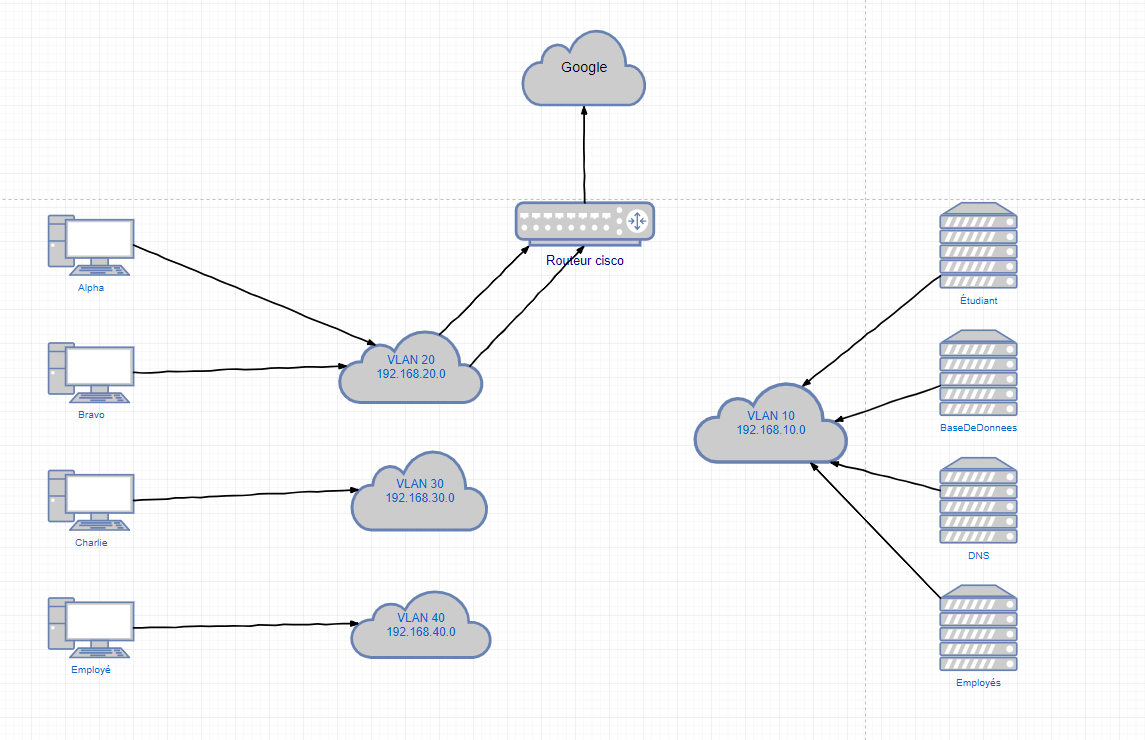 Google
Routeur cisco
Alpha
Bravo
Charlie
Employé
VLAN 20
192.168.20.0
VLAN 30
192.168.30.0
VLAN 40
192.168.40.0
VLAN 10
192.168.10.0
Étudiant
BaseDeDonnees
DNS
Employés